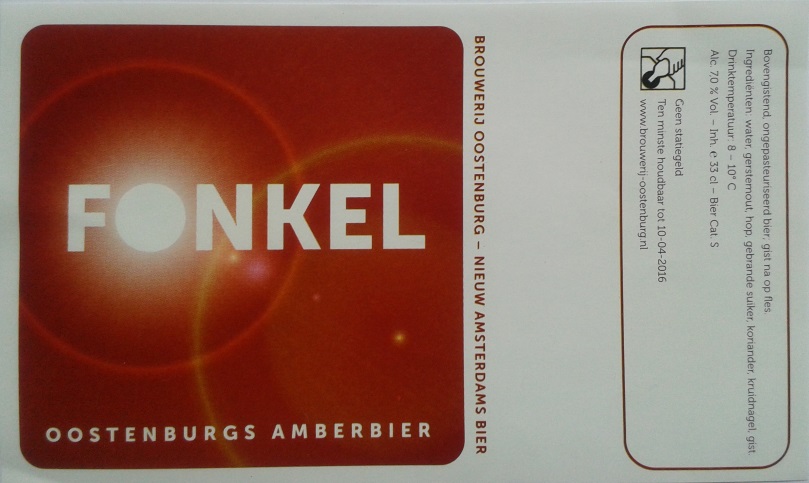 FONKEL
OOSTENBURGS AMBERBIER
BROUWERIJ OOSTENBURG – NIEUW AMSTERDAMS BIER
Bovengistend, ongepasteuriseerd bier, gist na op fles.
Ingrediënten: water, gerstemout, hop, gebrande suiker, koriander, kruidnagel, gist.
Drinktemperatuur: 8 – 10° C
Alc. 7.0 % Vol. – Inh. ℮ 33 cl – Bier Cat. S
Geen statiegeld
Ten minste houdbaar tot 10-04-2016
www.brouwerij-oostenburg.nl